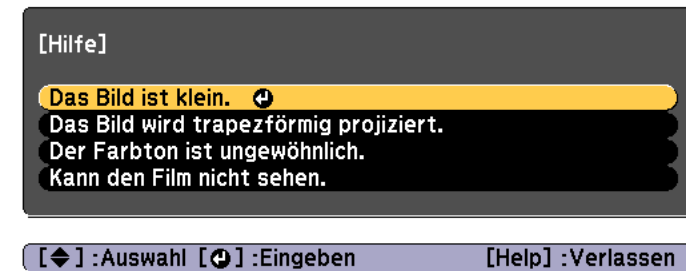 [Hilfe]
Das Bild ist klein.
Das Bild wird trapezförmig projiziert.
Der Farbton ist ungewöhnlich.
Kann den Film nicht sehen.
[◆] :Auswahl [↵] :Eingeben [Help] :Verlassen